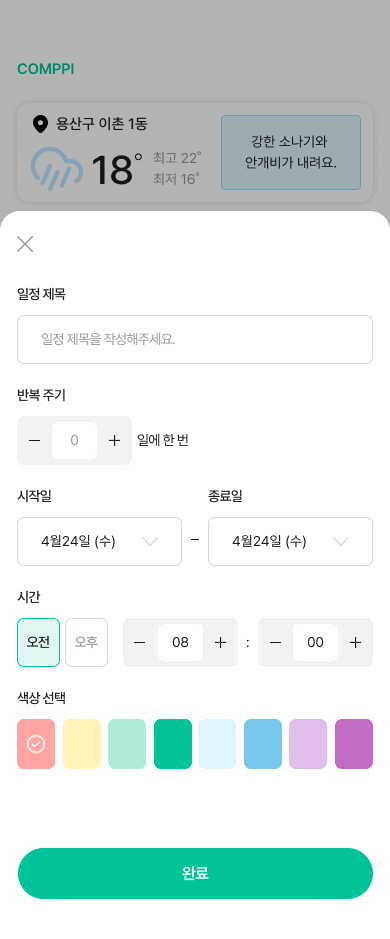 COMPPI
용산구 이촌 1동
18° 최고 22°
최저 16°
강한 소나기와
안개비가 내려요.
일정 제목
일정 제목을 작성해주세요.
반복 주기
0 일에 한 번
시작일 종료일
4월24일 (수) – 4월24일 (수)
시간
오전 오후 08 : 00
색상 선택
완료